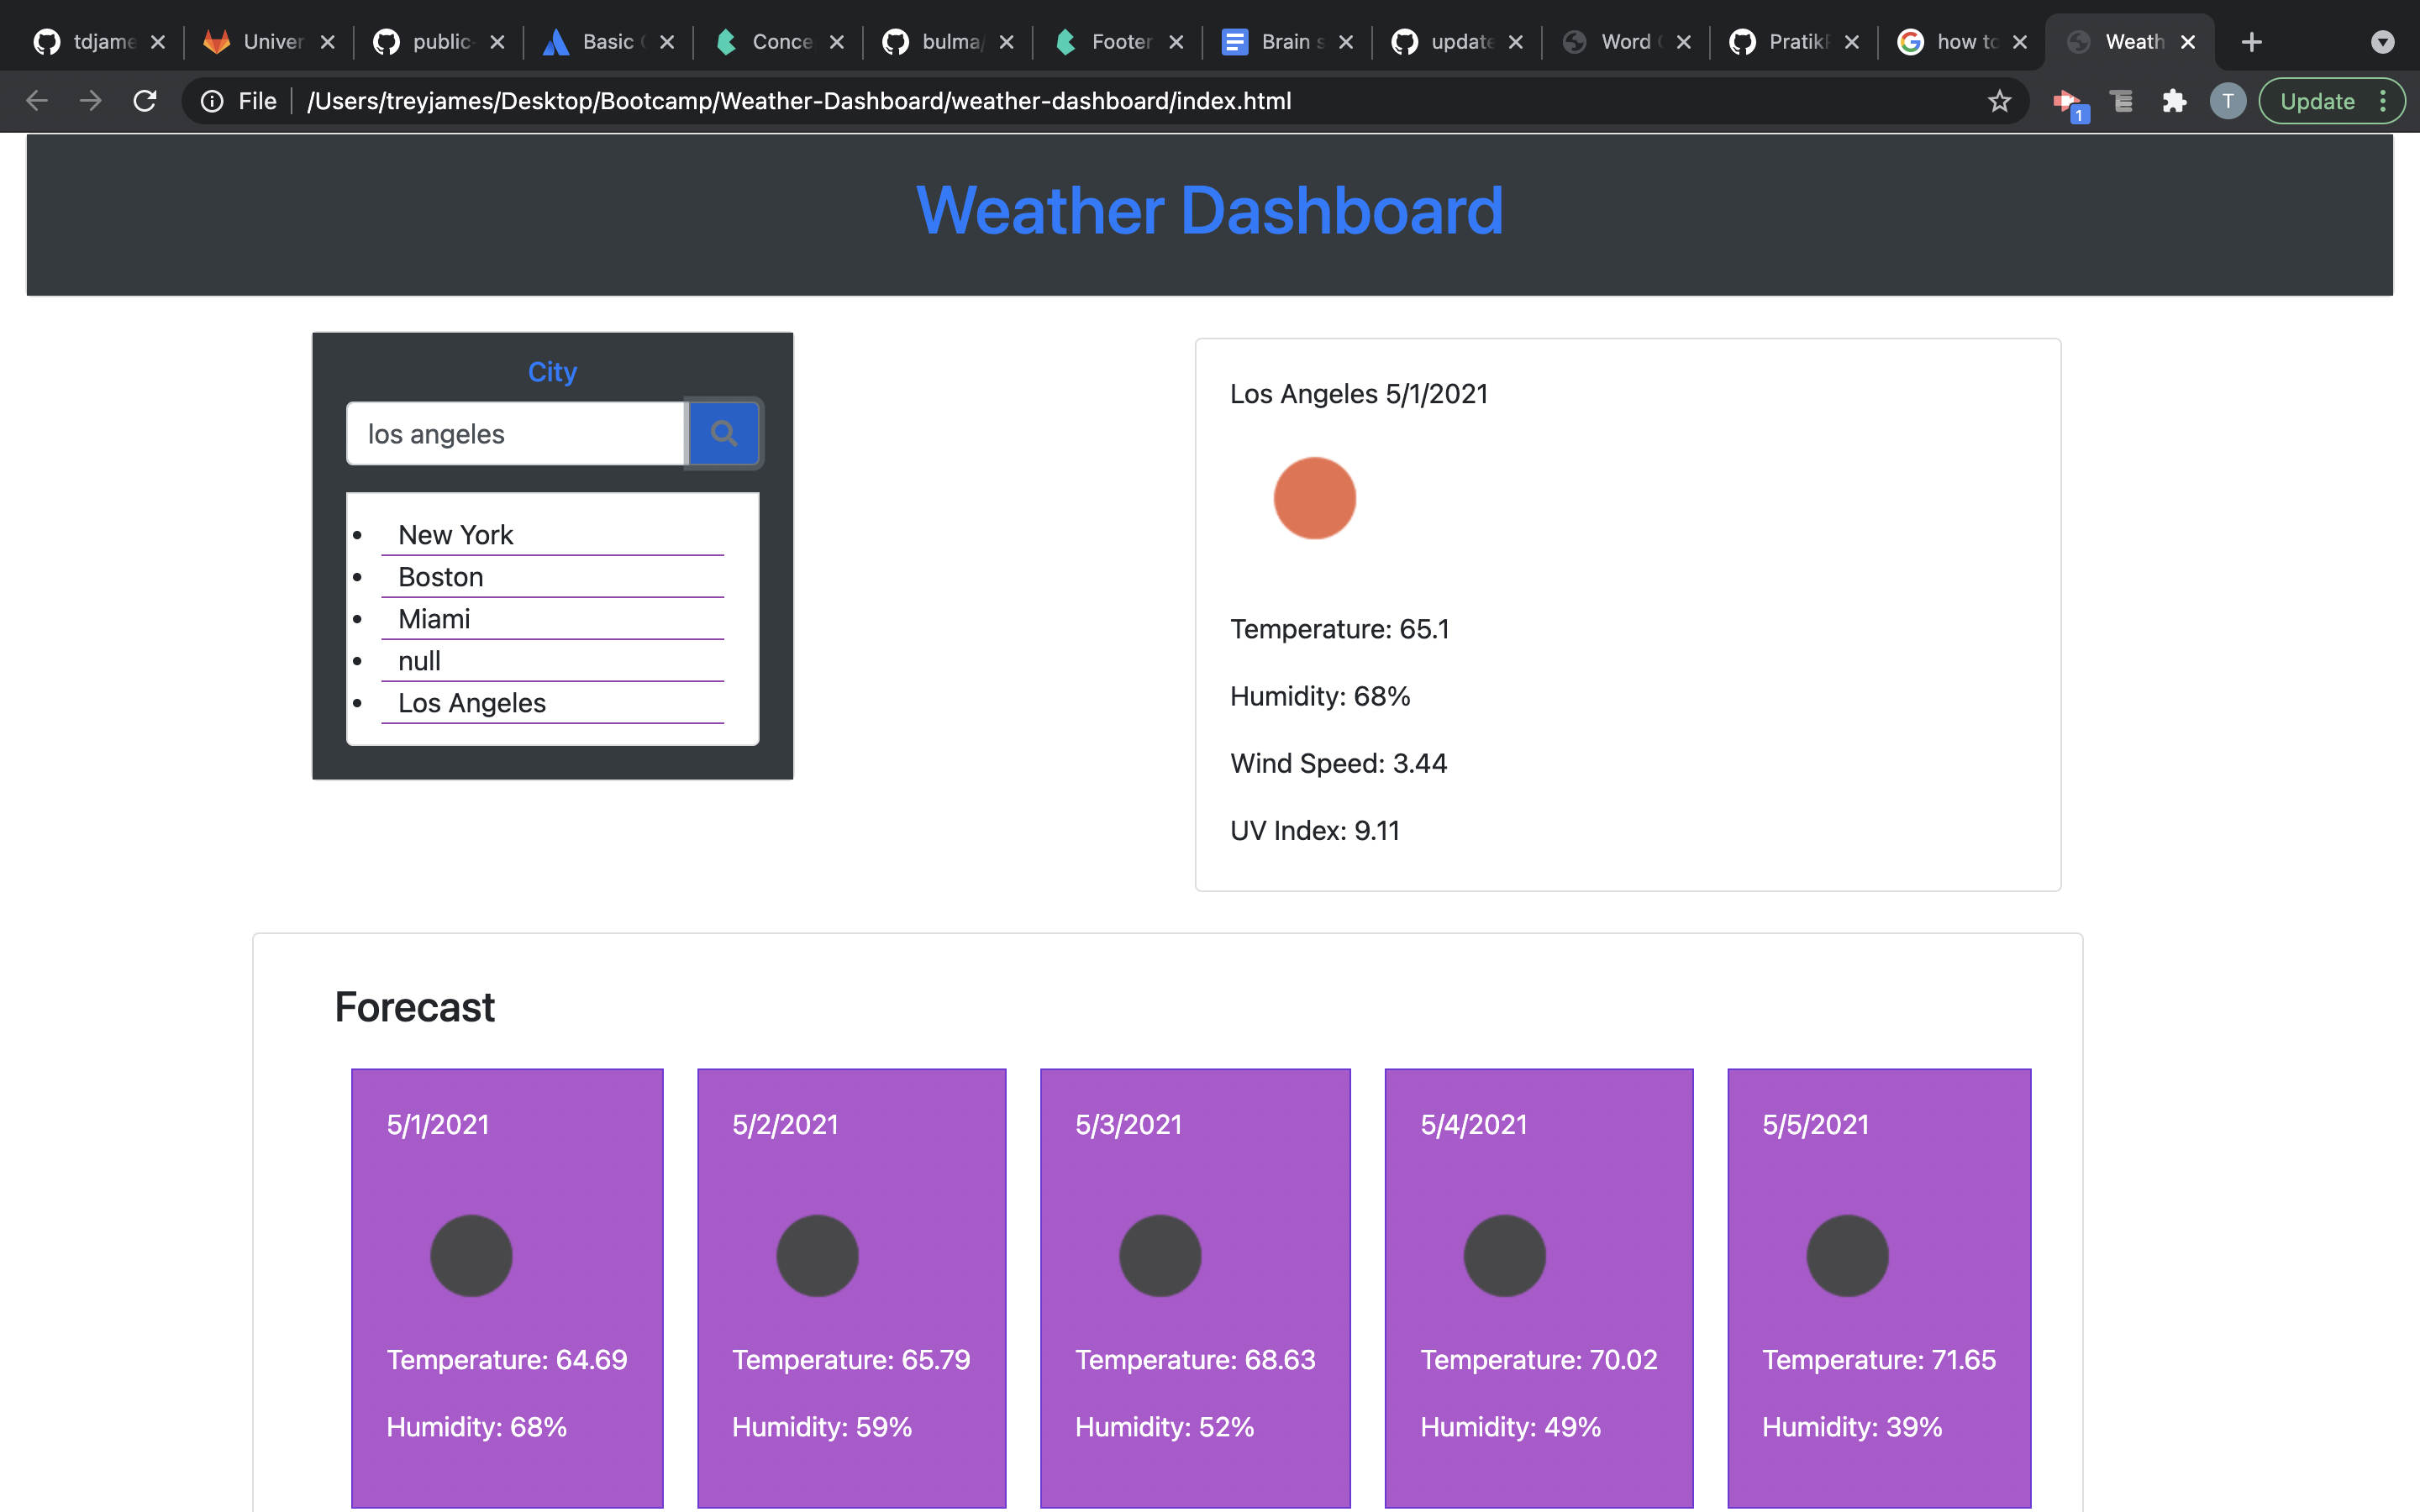 tdjame
Univer
public-
Basic
Conce
bulma/
Footer
Brain s
update
Word
Pratik
how to
Weath
File /Users/treyjames/Desktop/Bootcamp/Weather-Dashboard/weather-dashboard/index.html
1
T
Update
Weather Dashboard
City
los angeles
New York
Boston
Miami
null
Los Angeles
Los Angeles 5/1/2021
Temperature: 65.1
Humidity: 68%
Wind Speed: 3.44
UV Index: 9.11
Forecast
5/1/2021
Temperature: 64.69
Humidity: 68%
5/2/2021
Temperature: 65.79
Humidity: 59%
5/3/2021
Temperature: 68.63
Humidity: 52%
5/4/2021
Temperature: 70.02
Humidity: 49%
5/5/2021
Temperature: 71.65
Humidity: 39%